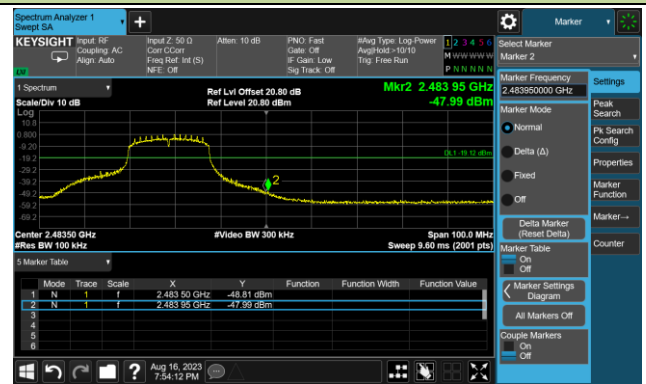 Spectrum Analyzer 1
Swept SA
Marker
KEYSIGHT
Input: RF
Coupling: AC
Align: Auto
Input Z: 50 Ω
Corr CCorr
Freq Ref: Int (S)
NFE: Off
Atten: 10 dB
PNO: Fast
Gate: Off
IF Gain: Low
Sig Track: Off
#Avg Type: Log-Power
Avg|Hold:>10/10
Trig: Free Run
1 2 3 4 5 6
M W W W W W
P N N N N N
Select Marker
Marker 2
1 Spectrum
Scale/Div 10 dB
Log
Ref Lvl Offset 20.80 dB
Ref Level 20.80 dBm
Mkr2 2.483 95 GHz
-47.99 dBm
10.8
0.800
-9.20
-19.2
-29.2
-39.2
-49.2
-59.2
-69.2
DL1 -19.12 dBm
2
Center 2.48350 GHz
#Res BW 100 kHz
#Video BW 300 kHz
Span 100.0 MHz
Sweep 9.60 ms (2001 pts)
5 Marker Table
Mode Trace Scale X Y Function Function Width Function Value
1 N 1 f 2.483 50 GHz -48.81 dBm
2 N 1 f 2.483 95 GHz -47.99 dBm
3
4
5
6
Aug 16, 2023
7:54:12 PM
Marker Frequency
2.483950000 GHz
Marker Mode
Normal
Delta (Δ)
Fixed
Off
Delta Marker
(Reset Delta)
Marker Table
On
Off
Marker Settings
Diagram
All Markers Off
Couple Markers
On
Off
Settings
Peak
Search
Pk Search
Config
Properties
Marker
Function
Marker→
Counter